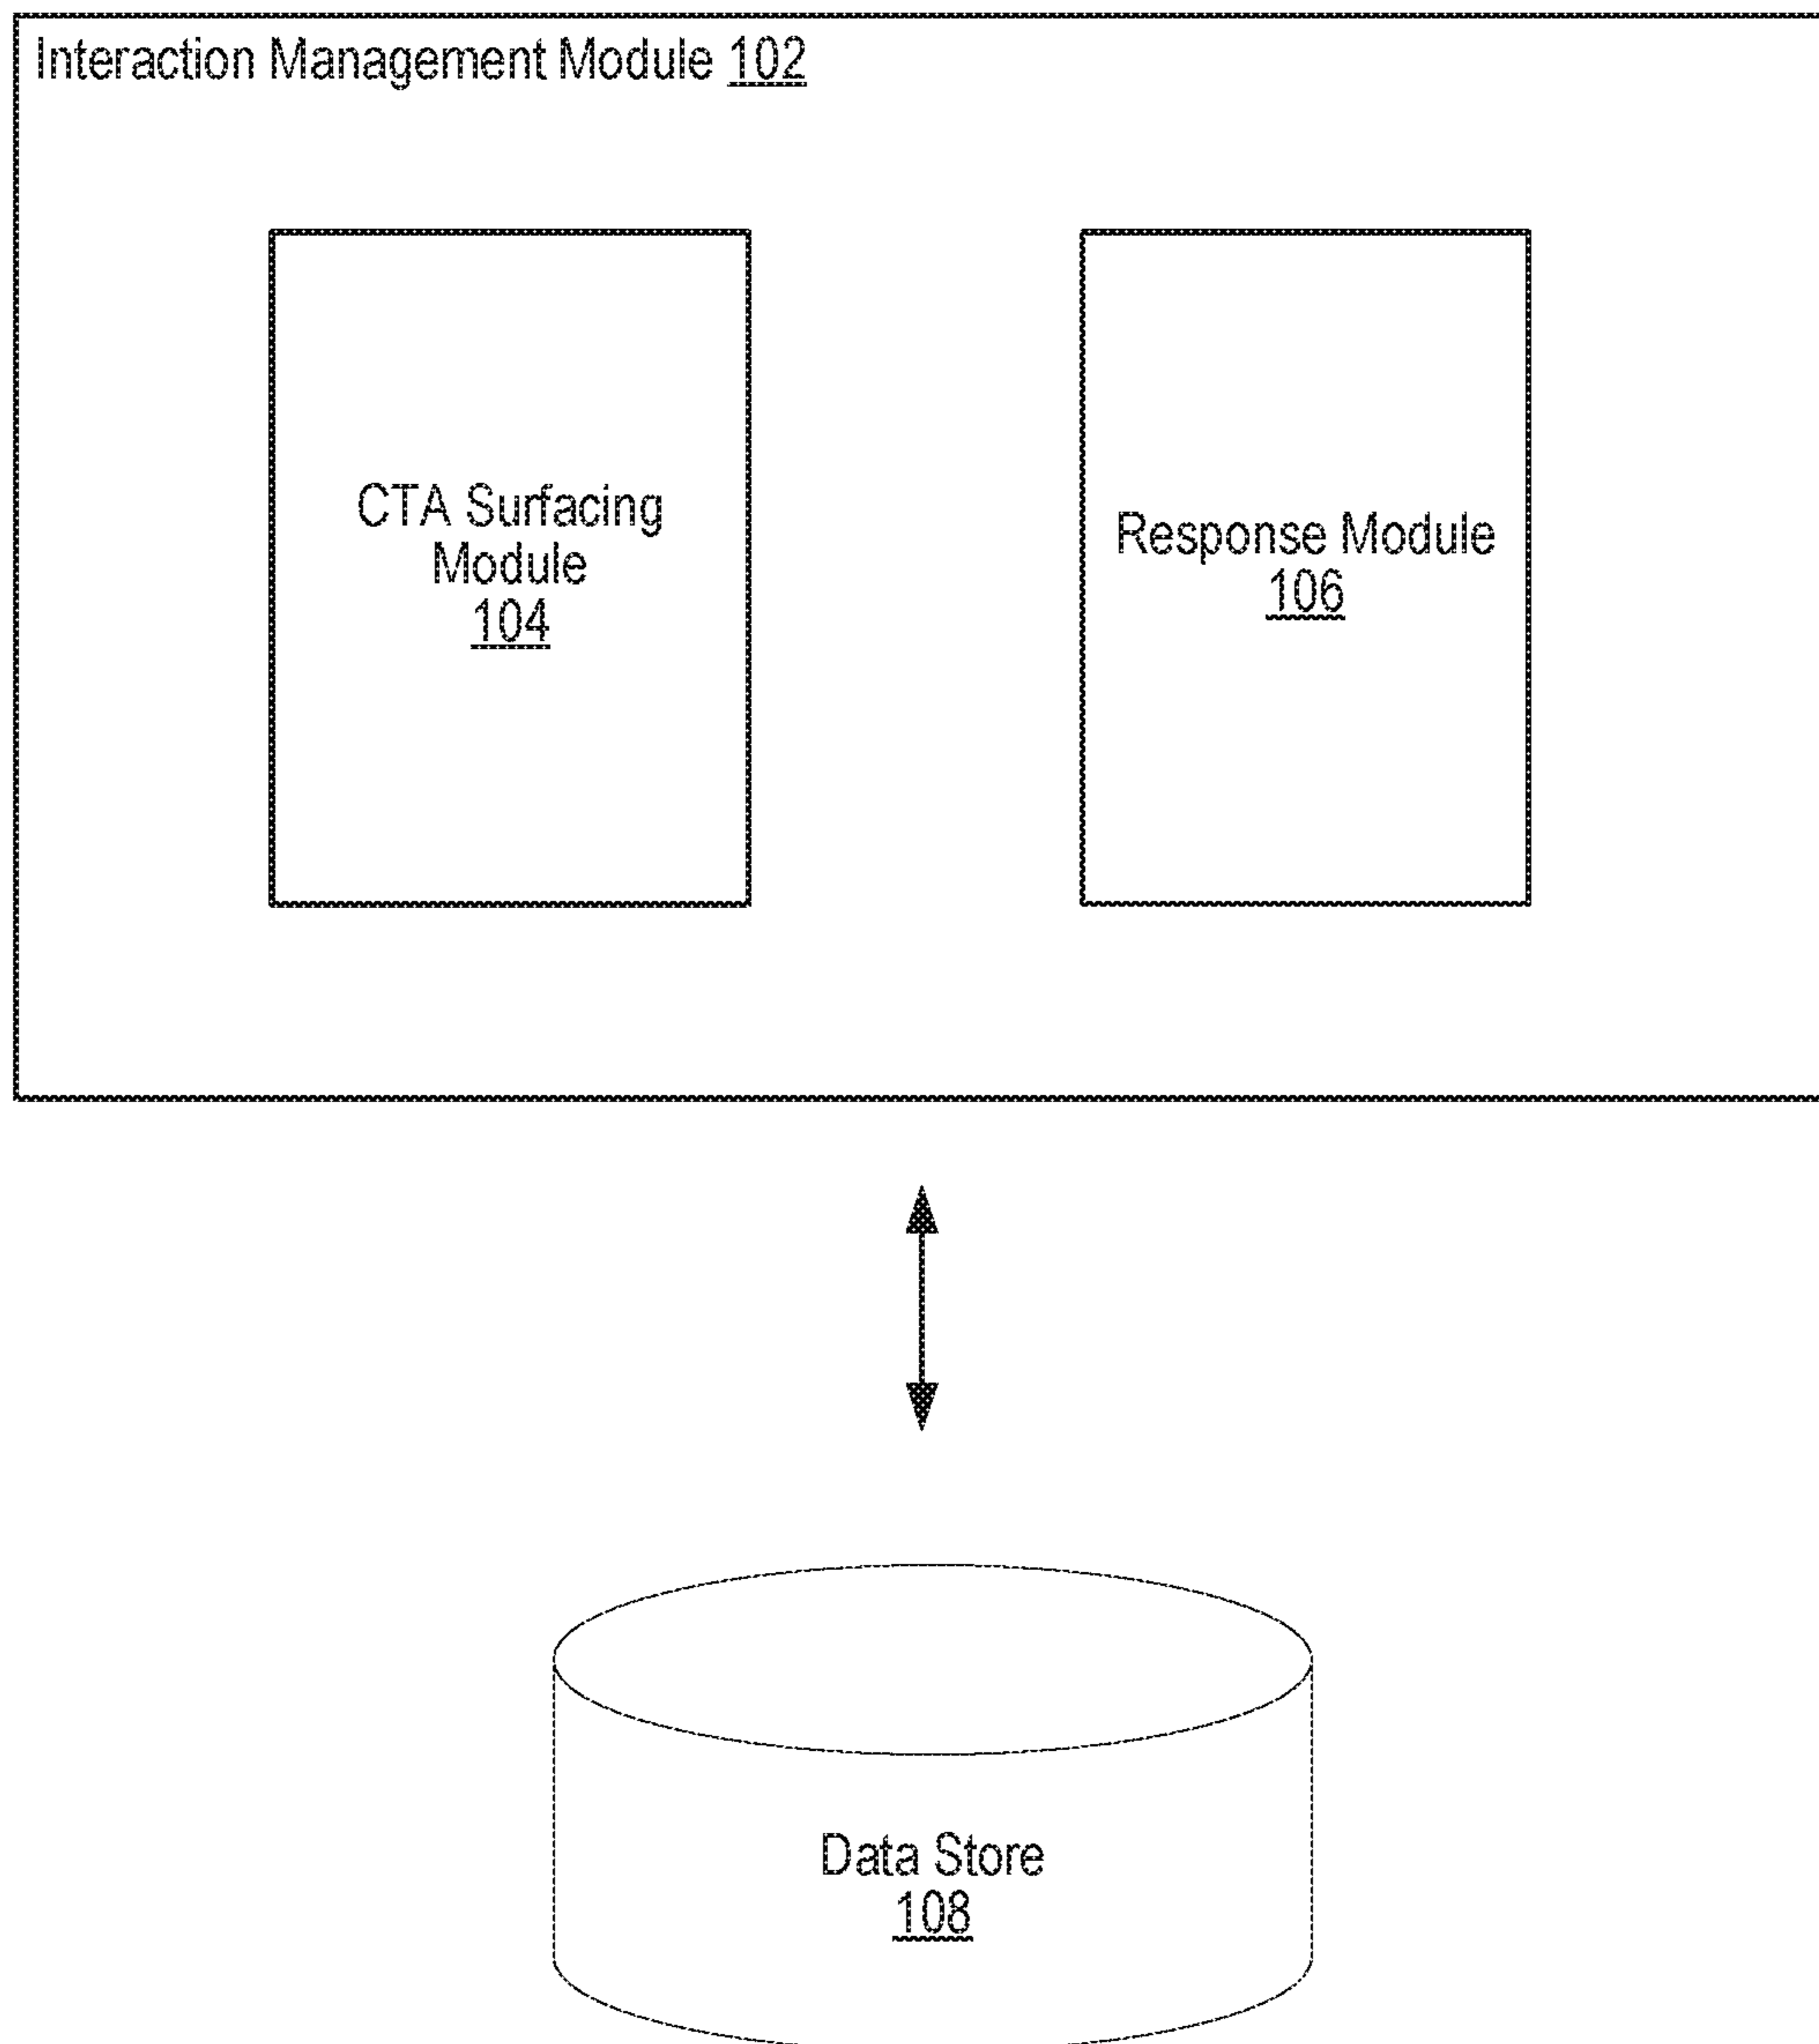 Interaction Management Module 102
CTA Surfacing
Module
104
Response Module
106
Data Store
108